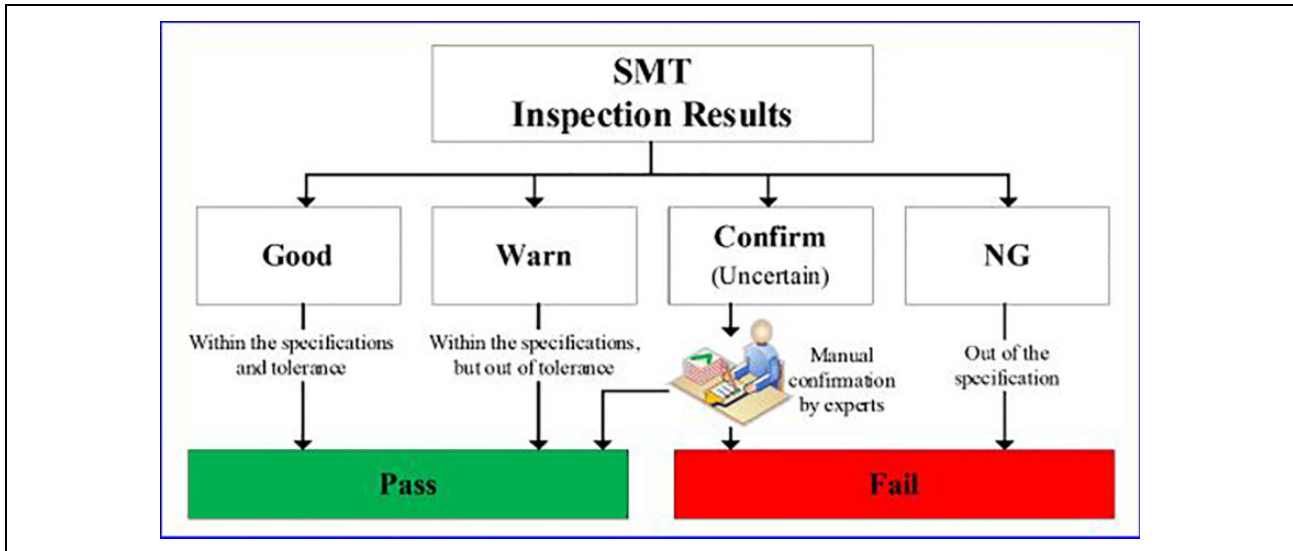 SMT
Inspection Results
Good
Warn
Confirm
(Uncertain)
NG
Within the specifications
and tolerance
Within the specifications,
but out of tolerance
Manual
confirmation
by experts
Out of the
specification
Pass
Fail